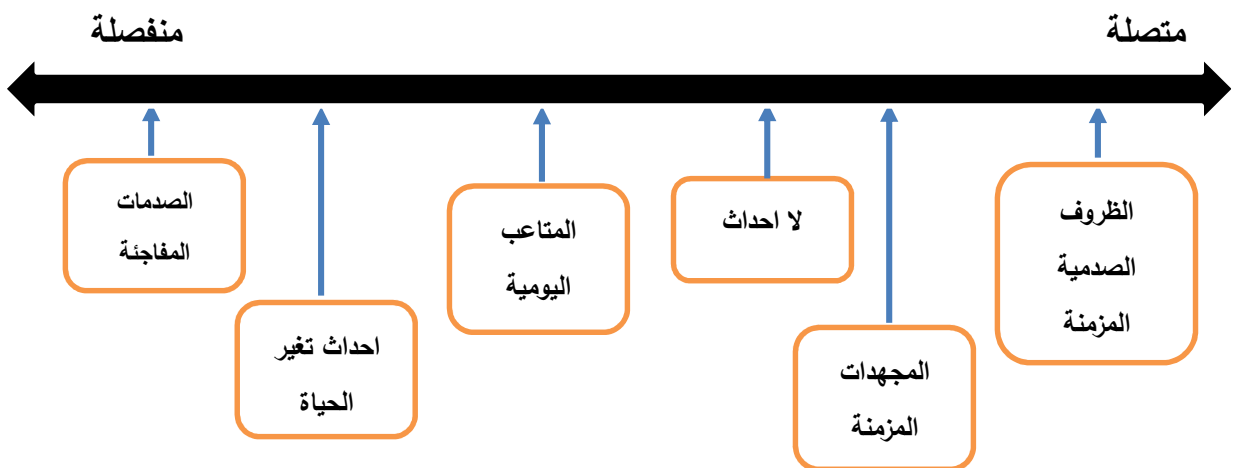 متصلة
منفصلة
الظروف
الصدمية
المزمنة
المجهدات
المزمنة
لا احداث
المتاعب
اليومية
احداث تغير
الحياة
الصدمات
المفاجئة